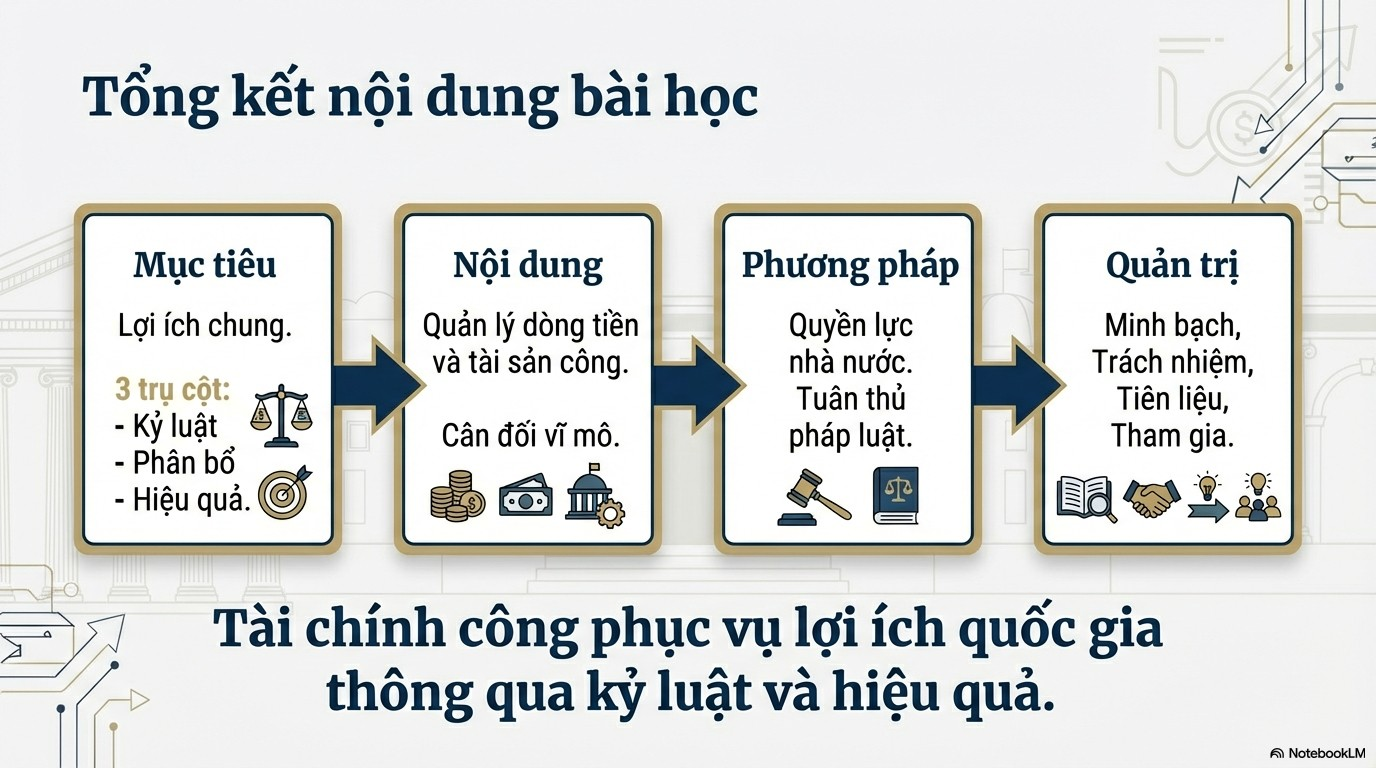 Tổng kết nội dung bài học
Mục tiêu
Lợi ích chung.
3 trụ cột:
- Kỷ luật
- Phân bổ
- Hiệu quả.
Nội dung
Quản lý dòng tiền
và tài sản công.
Cân đối vĩ mô.
Phương pháp
Quyền lực
nhà nước.
Tuân thủ
pháp luật.
Quản trị
Minh bạch,
Trách nhiệm,
Tiên liệu,
Tham gia.
Tài chính công phục vụ lợi ích quốc gia
thông qua kỷ luật và hiệu quả.
NotebookLM